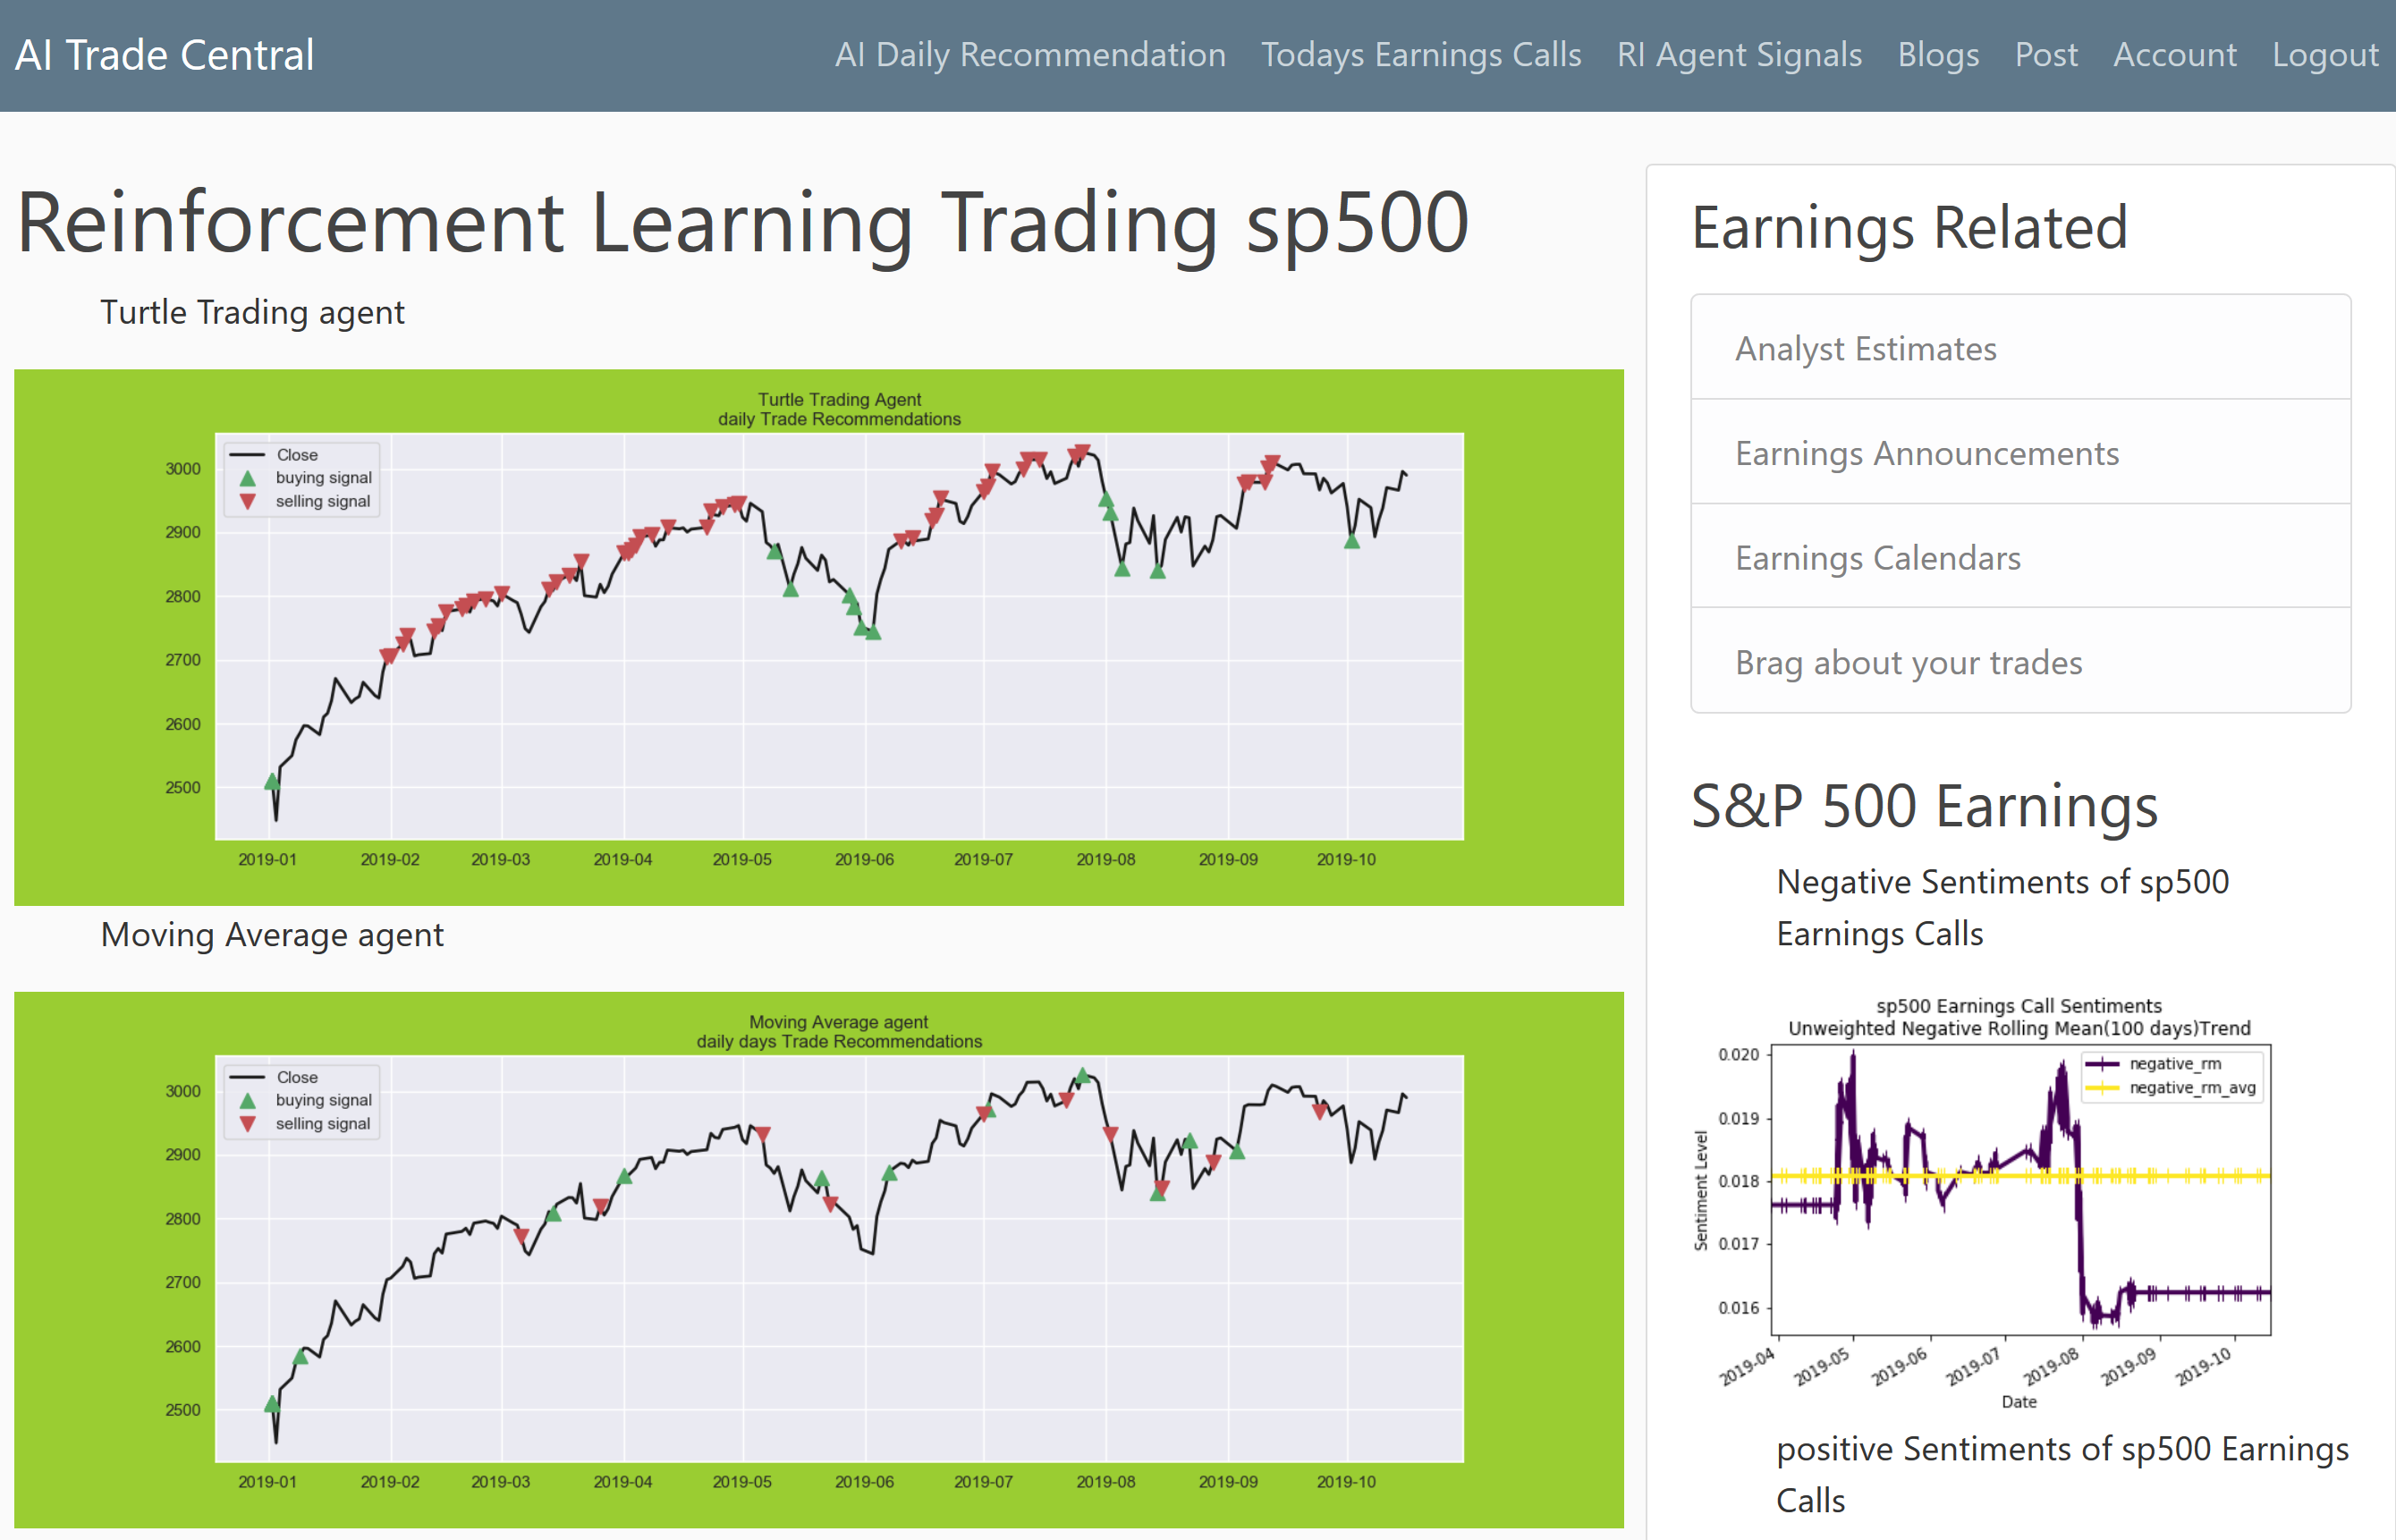 AI Trade Central
AI Daily Recommendation Todays Earnings Calls RI Agent Signals Blogs Post Account Logout
Reinforcement Learning Trading sp500
Turtle Trading agent
Turtle Trading Agent
daily Trade Recommendations
Close
buying signal
selling signal
3000
2900
2800
2700
2600
2500
2019-01 2019-02 2019-03 2019-04 2019-05 2019-06 2019-07 2019-08 2019-09 2019-10
Moving Average agent
Moving Average agent
daily days Trade Recommendations
Close
buying signal
selling signal
3000
2900
2800
2700
2600
2500
2019-01 2019-02 2019-03 2019-04 2019-05 2019-06 2019-07 2019-08 2019-09 2019-10
Earnings Related
Analyst Estimates
Earnings Announcements
Earnings Calendars
Brag about your trades
S&P 500 Earnings
Negative Sentiments of sp500
Earnings Calls
sp500 Earnings Call Sentiments
Unweighted Negative Rolling Mean(100 days)Trend
negative_rm
negative_rm_avg
Sentiment Level
0.020
0.019
0.018
0.017
0.016
2019-04 2019-05 2019-06 2019-07 2019-08 2019-09 2019-10
Date
positive Sentiments of sp500 Earnings
Calls